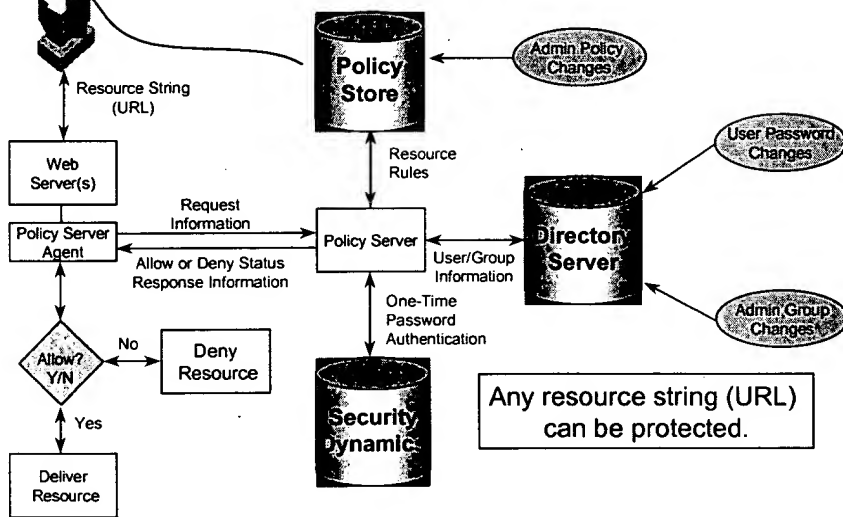 Policy
Store
Admin Policy
Changes
Resource String
(URL)
User Password
Changes
Web
Server(s)
Resource
Rules
Request
Information
Policy Server
Agent
Policy Server
Directory
Server
Allow or Deny Status
Response Information
User/Group
Information
One-Time
Password
Authentication
Admin Group
Changes
Allow?
Y/N
No
Deny
Resource
Security
Dynamic
Any resource string (URL)
can be protected.
Yes
Deliver
Resource